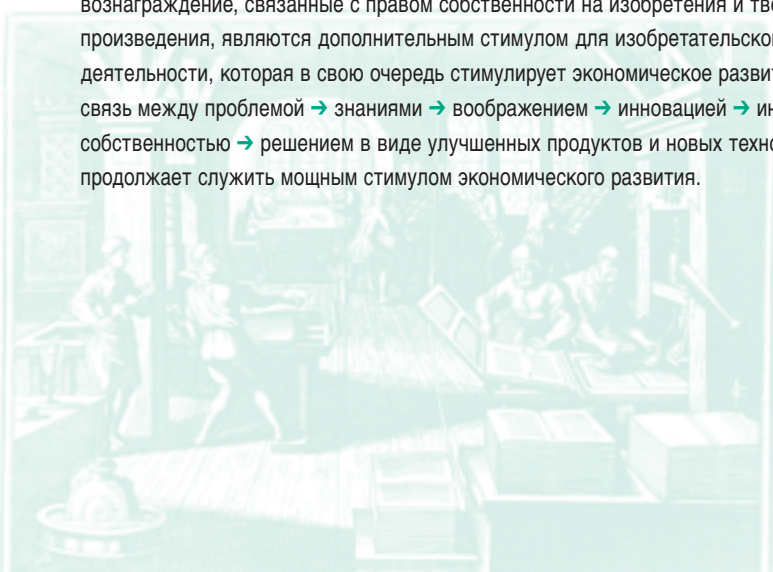 вознаграждение, связанные с правом собственности на изобретения и тво
произведения, являются дополнительным стимулом для изобретательско
деятельности, которая в свою очередь стимулирует экономическое разви
связь между проблемой → знаниями → воображением → инновацией → ин
собственностью → решением в виде улучшенных продуктов и новых техно
продолжает служить мощным стимулом экономического развития.